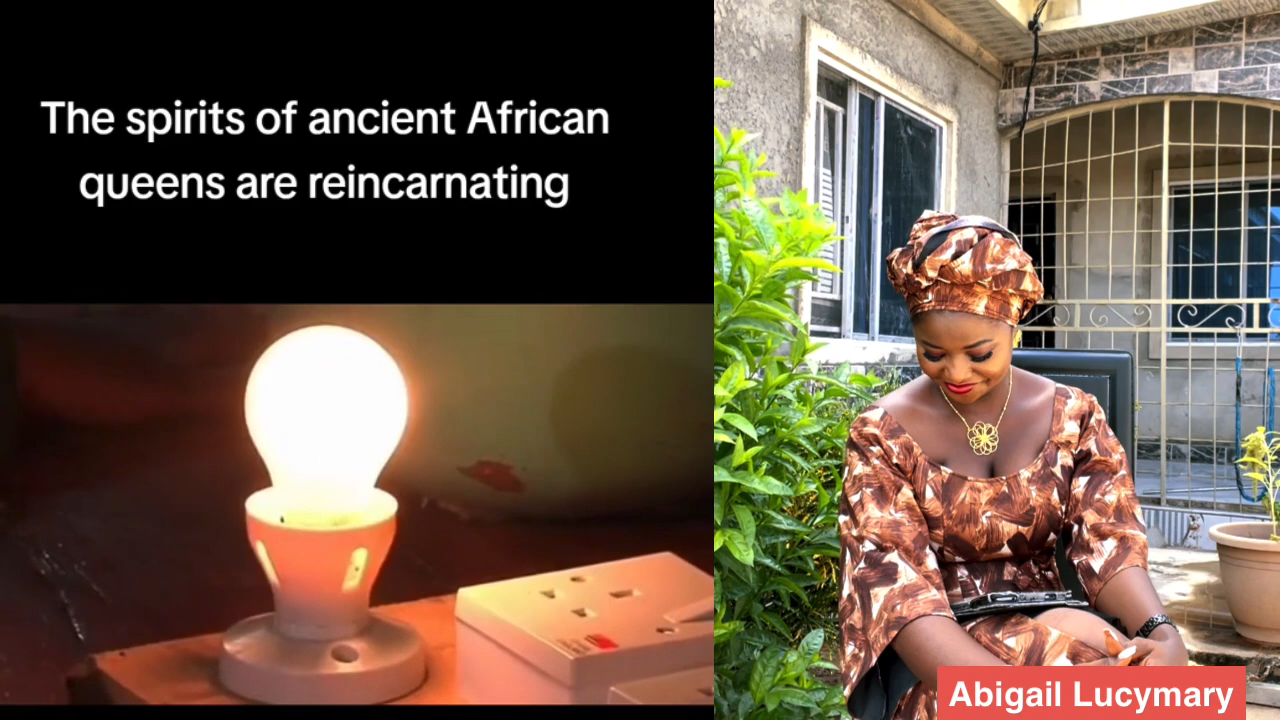 The spirits of ancient African
queens are reincarnating
Abigail Lucymary